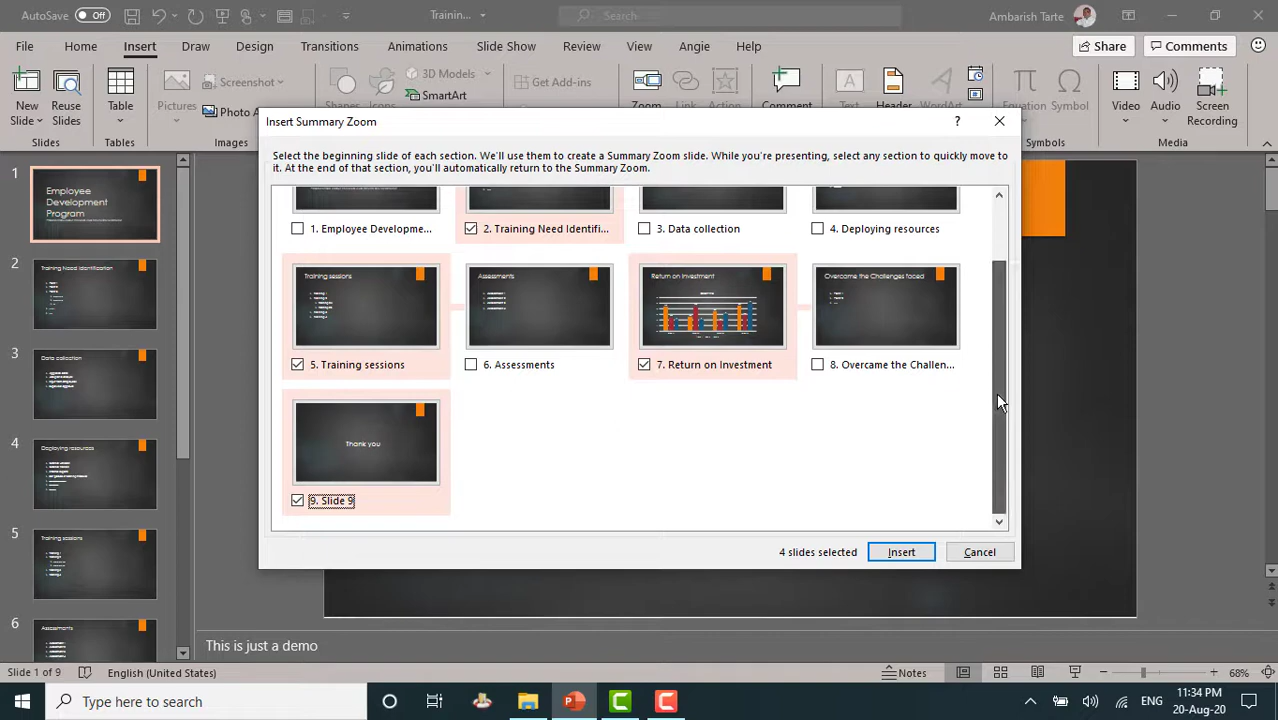 AutoSave Off Trainin... Search Ambarish Tarte
File Home Insert Draw Design Transitions Animations Slide Show Review View Angie Help Share Comments
New Slide Reuse Slides Table Pictures Screenshot Photo A 3D Models SmartArt Get Add-ins Zoom Link Action Comment Text Header WordArt Equation Symbol Video Audio Screen Recording
Slides Tables Images Symbols Media
Insert Summary Zoom ?
Select the beginning slide of each section. We'll use them to create a Summary Zoom slide. While you're presenting, select any section to quickly move to
it. At the end of that section, you'll automatically return to the Summary Zoom.
1. Employee Developme... 2. Training Need Identifi... 3. Data collection 4. Deploying resources
Training sessions Assessments Return on Investment Overcame the Challenges faced
5. Training sessions 6. Assessments 7. Return on Investment 8. Overcame the Challen...
Thank you
9. Slide 9
4 slides selected Insert Cancel
1 Employee
Development
Program
2 Training Need Identification
3 Data collection
4 Deploying resources
5 Training sessions
6 Assessments
This is just a demo
Slide 1 of 9 English (United States) Notes 68%
Type here to search ENG 11:34 PM
20-Aug-20